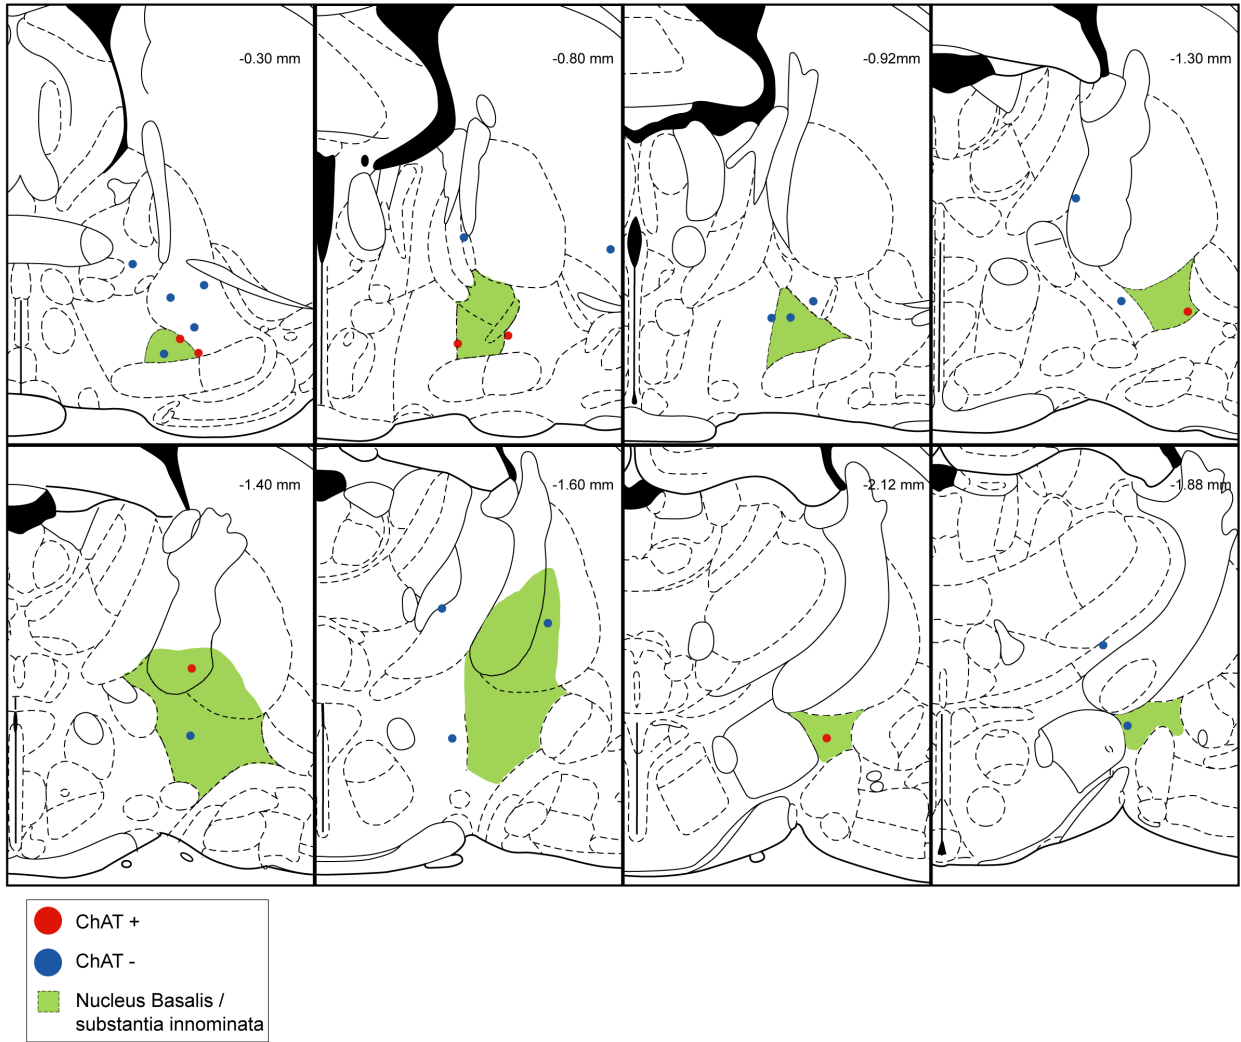 -0.30 mm
-0.80 mm
-0.92mm
-1.30 mm
-1.40 mm
-1.60 mm
-2.12 mm
-1.88 mm
ChAT +
ChAT -
Nucleus Basalis /
substantia innominata